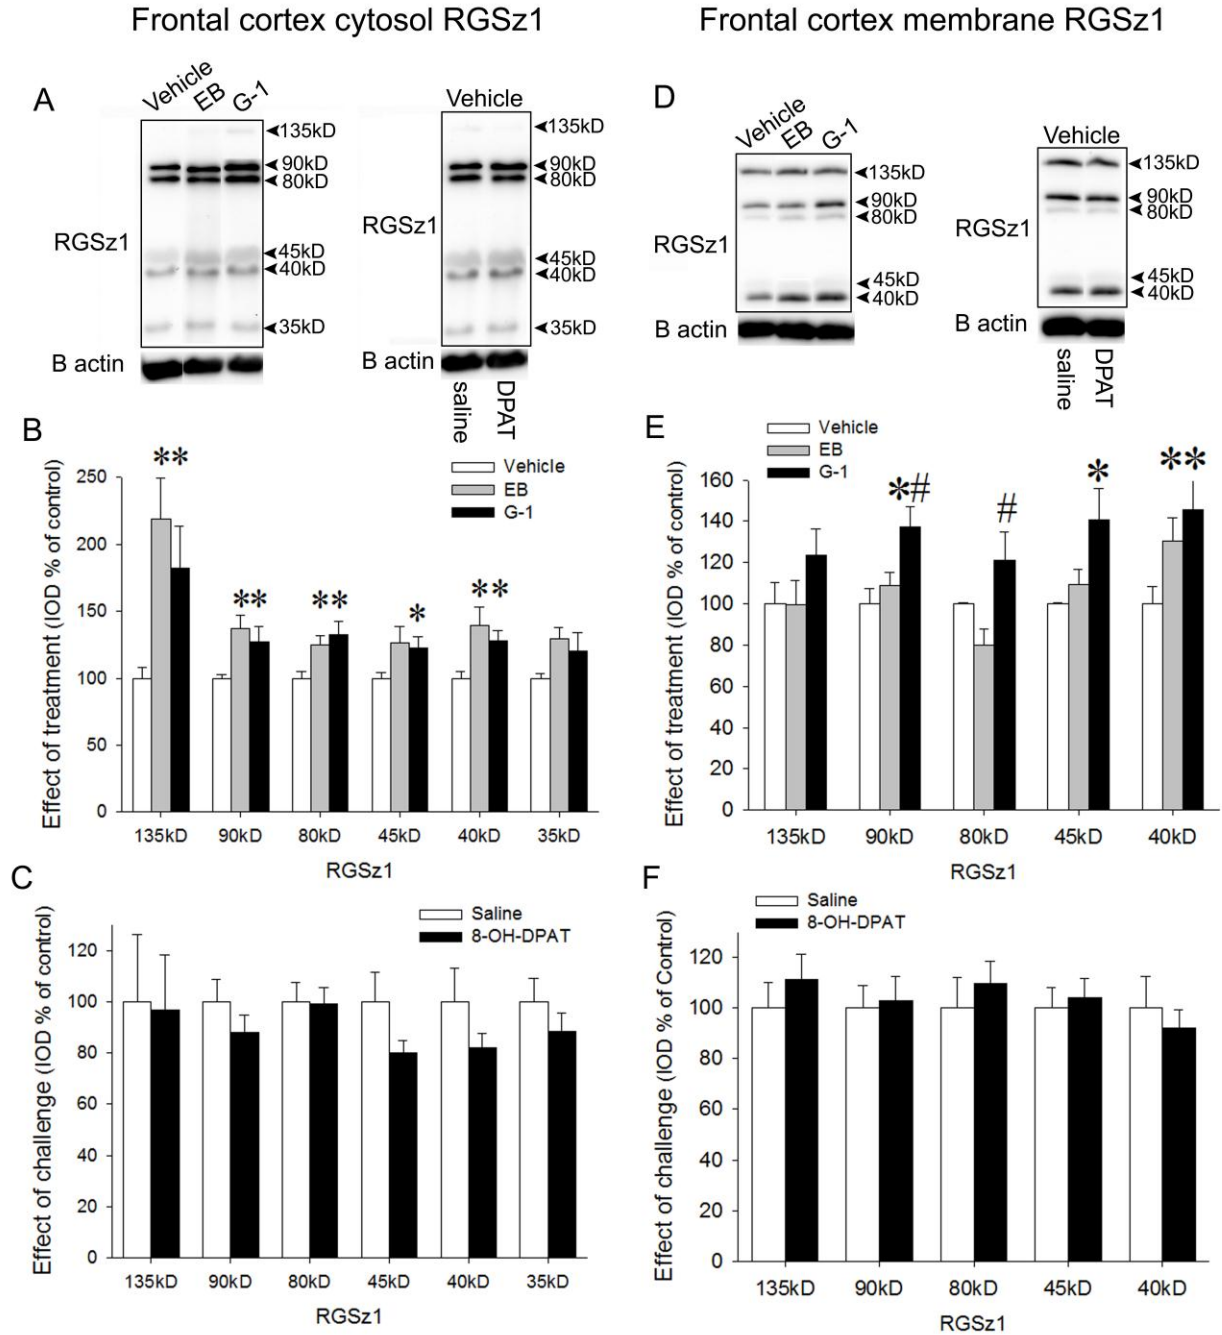 Frontal cortex cytosol RGSz1
Frontal cortex membrane RGSz1
A
Vehicle
EB
G-1
135kD
90kD
80kD
RGSz1
45kD
40kD
35kD
B actin
Vehicle
135kD
90kD
80kD
RGSz1
45kD
40kD
35kD
B actin
saline
DPAT
D
Vehicle
EB
G-1
135kD
90kD
80kD
RGSz1
45kD
40kD
B actin
Vehicle
135kD
90kD
80kD
RGSz1
45kD
40kD
B actin
saline
DPAT
B
Effect of treatment (IOD % of control)
Vehicle
EB
G-1
250
200
150
100
50
0
**
**
**
*
**
135kD 90kD 80kD 45kD 40kD 35kD
RGSz1
E
Effect of treatment (IOD % of control)
Vehicle
EB
G-1
160
140
120
100
80
60
40
20
0
*#
#
*
**
135kD 90kD 80kD 45kD 40kD
RGSz1
C
Effect of challenge (IOD % of control)
Saline
8-OH-DPAT
120
100
80
60
40
20
0
135kD 90kD 80kD 45kD 40kD 35kD
RGSz1
F
Effect of challenge (IOD % of Control)
Saline
8-OH-DPAT
120
100
80
60
40
20
0
135kD 90kD 80kD 45kD 40kD
RGSz1